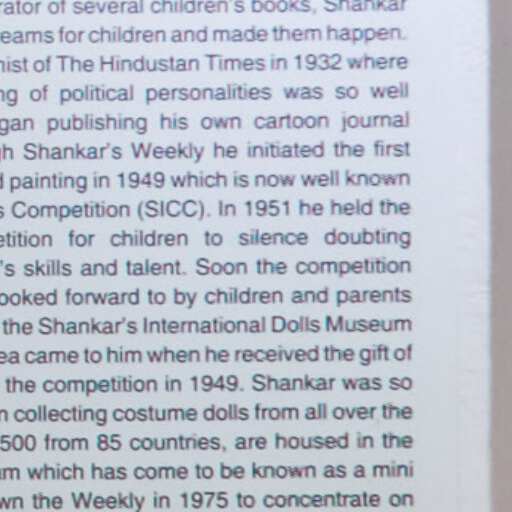 of several children's books, Shankar
for children and made them happen.
of The Hindustan Times in 1932 where
of political personalities was so well
publishing his own cartoon journal
Shankar's Weekly he initiated the first
painting in 1949 which is now well known
Competition (SICC). In 1951 he held the
for children to silence doubting
's skills and talent. Soon the competition
ooked forward to by children and parents
the Shankar's International Dolls Museum
ea came to him when he received the gift of
the competition in 1949. Shankar was so
collecting costume dolls from all over the
500 from 85 countries, are housed in the
um which has come to be known as a mini
wn the Weekly in 1975 to concentrate on